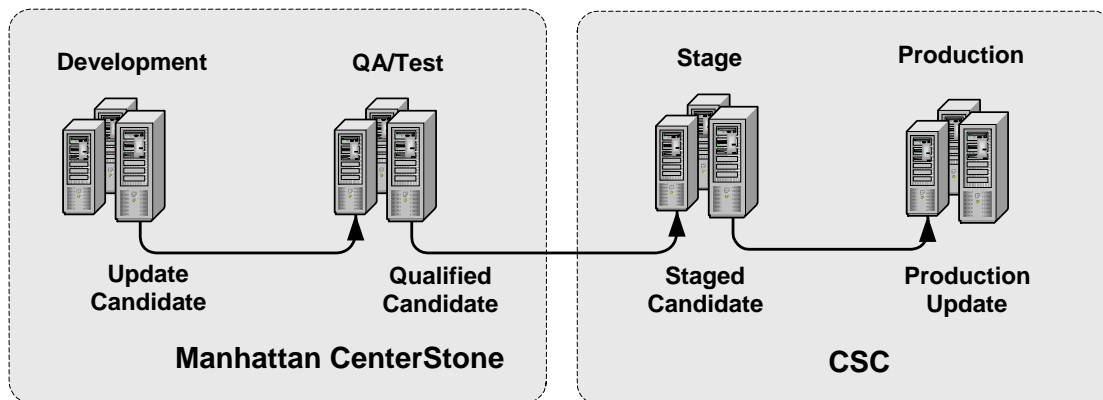 Development
QA/Test
Stage
Production
Update
Candidate
Qualified
Candidate
Staged
Candidate
Production
Update
Manhattan CenterStone
CSC